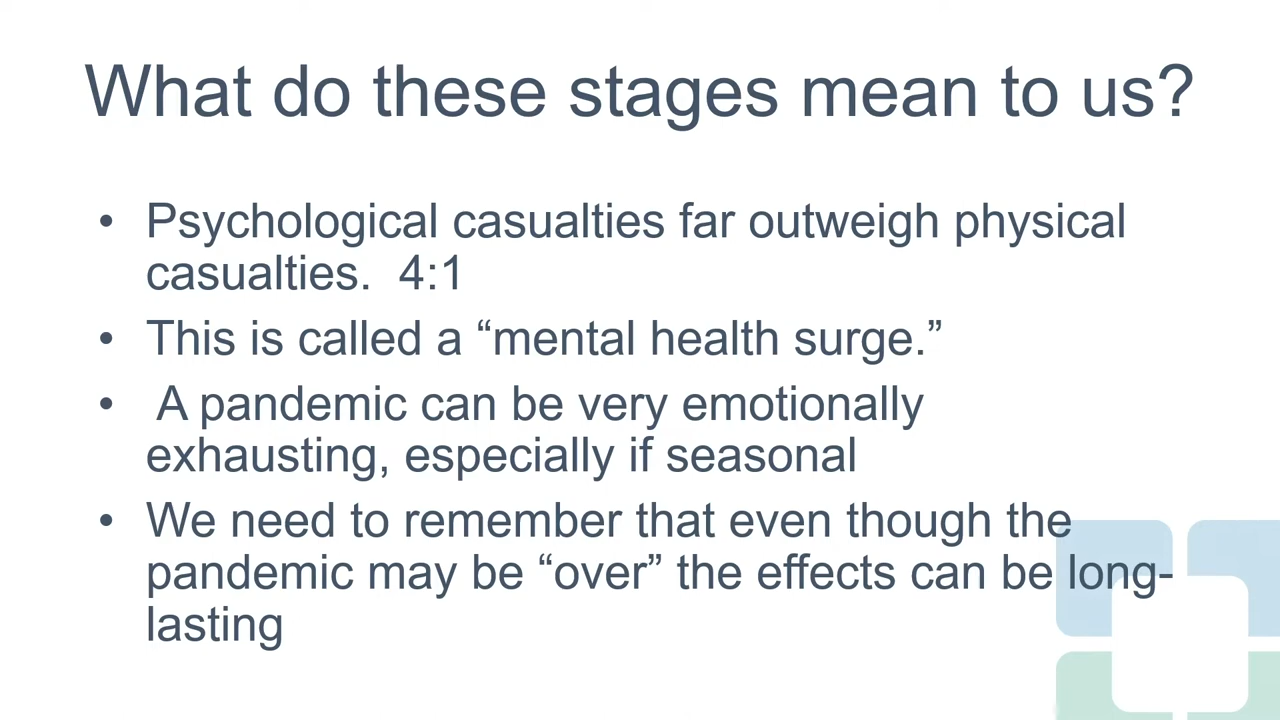 What do these stages mean to us?
• Psychological casualties far outweigh physical
casualties.  4:1
• This is called a “mental health surge.”
•  A pandemic can be very emotionally
exhausting, especially if seasonal
• We need to remember that even though the
pandemic may be “over” the effects can be long-
lasting